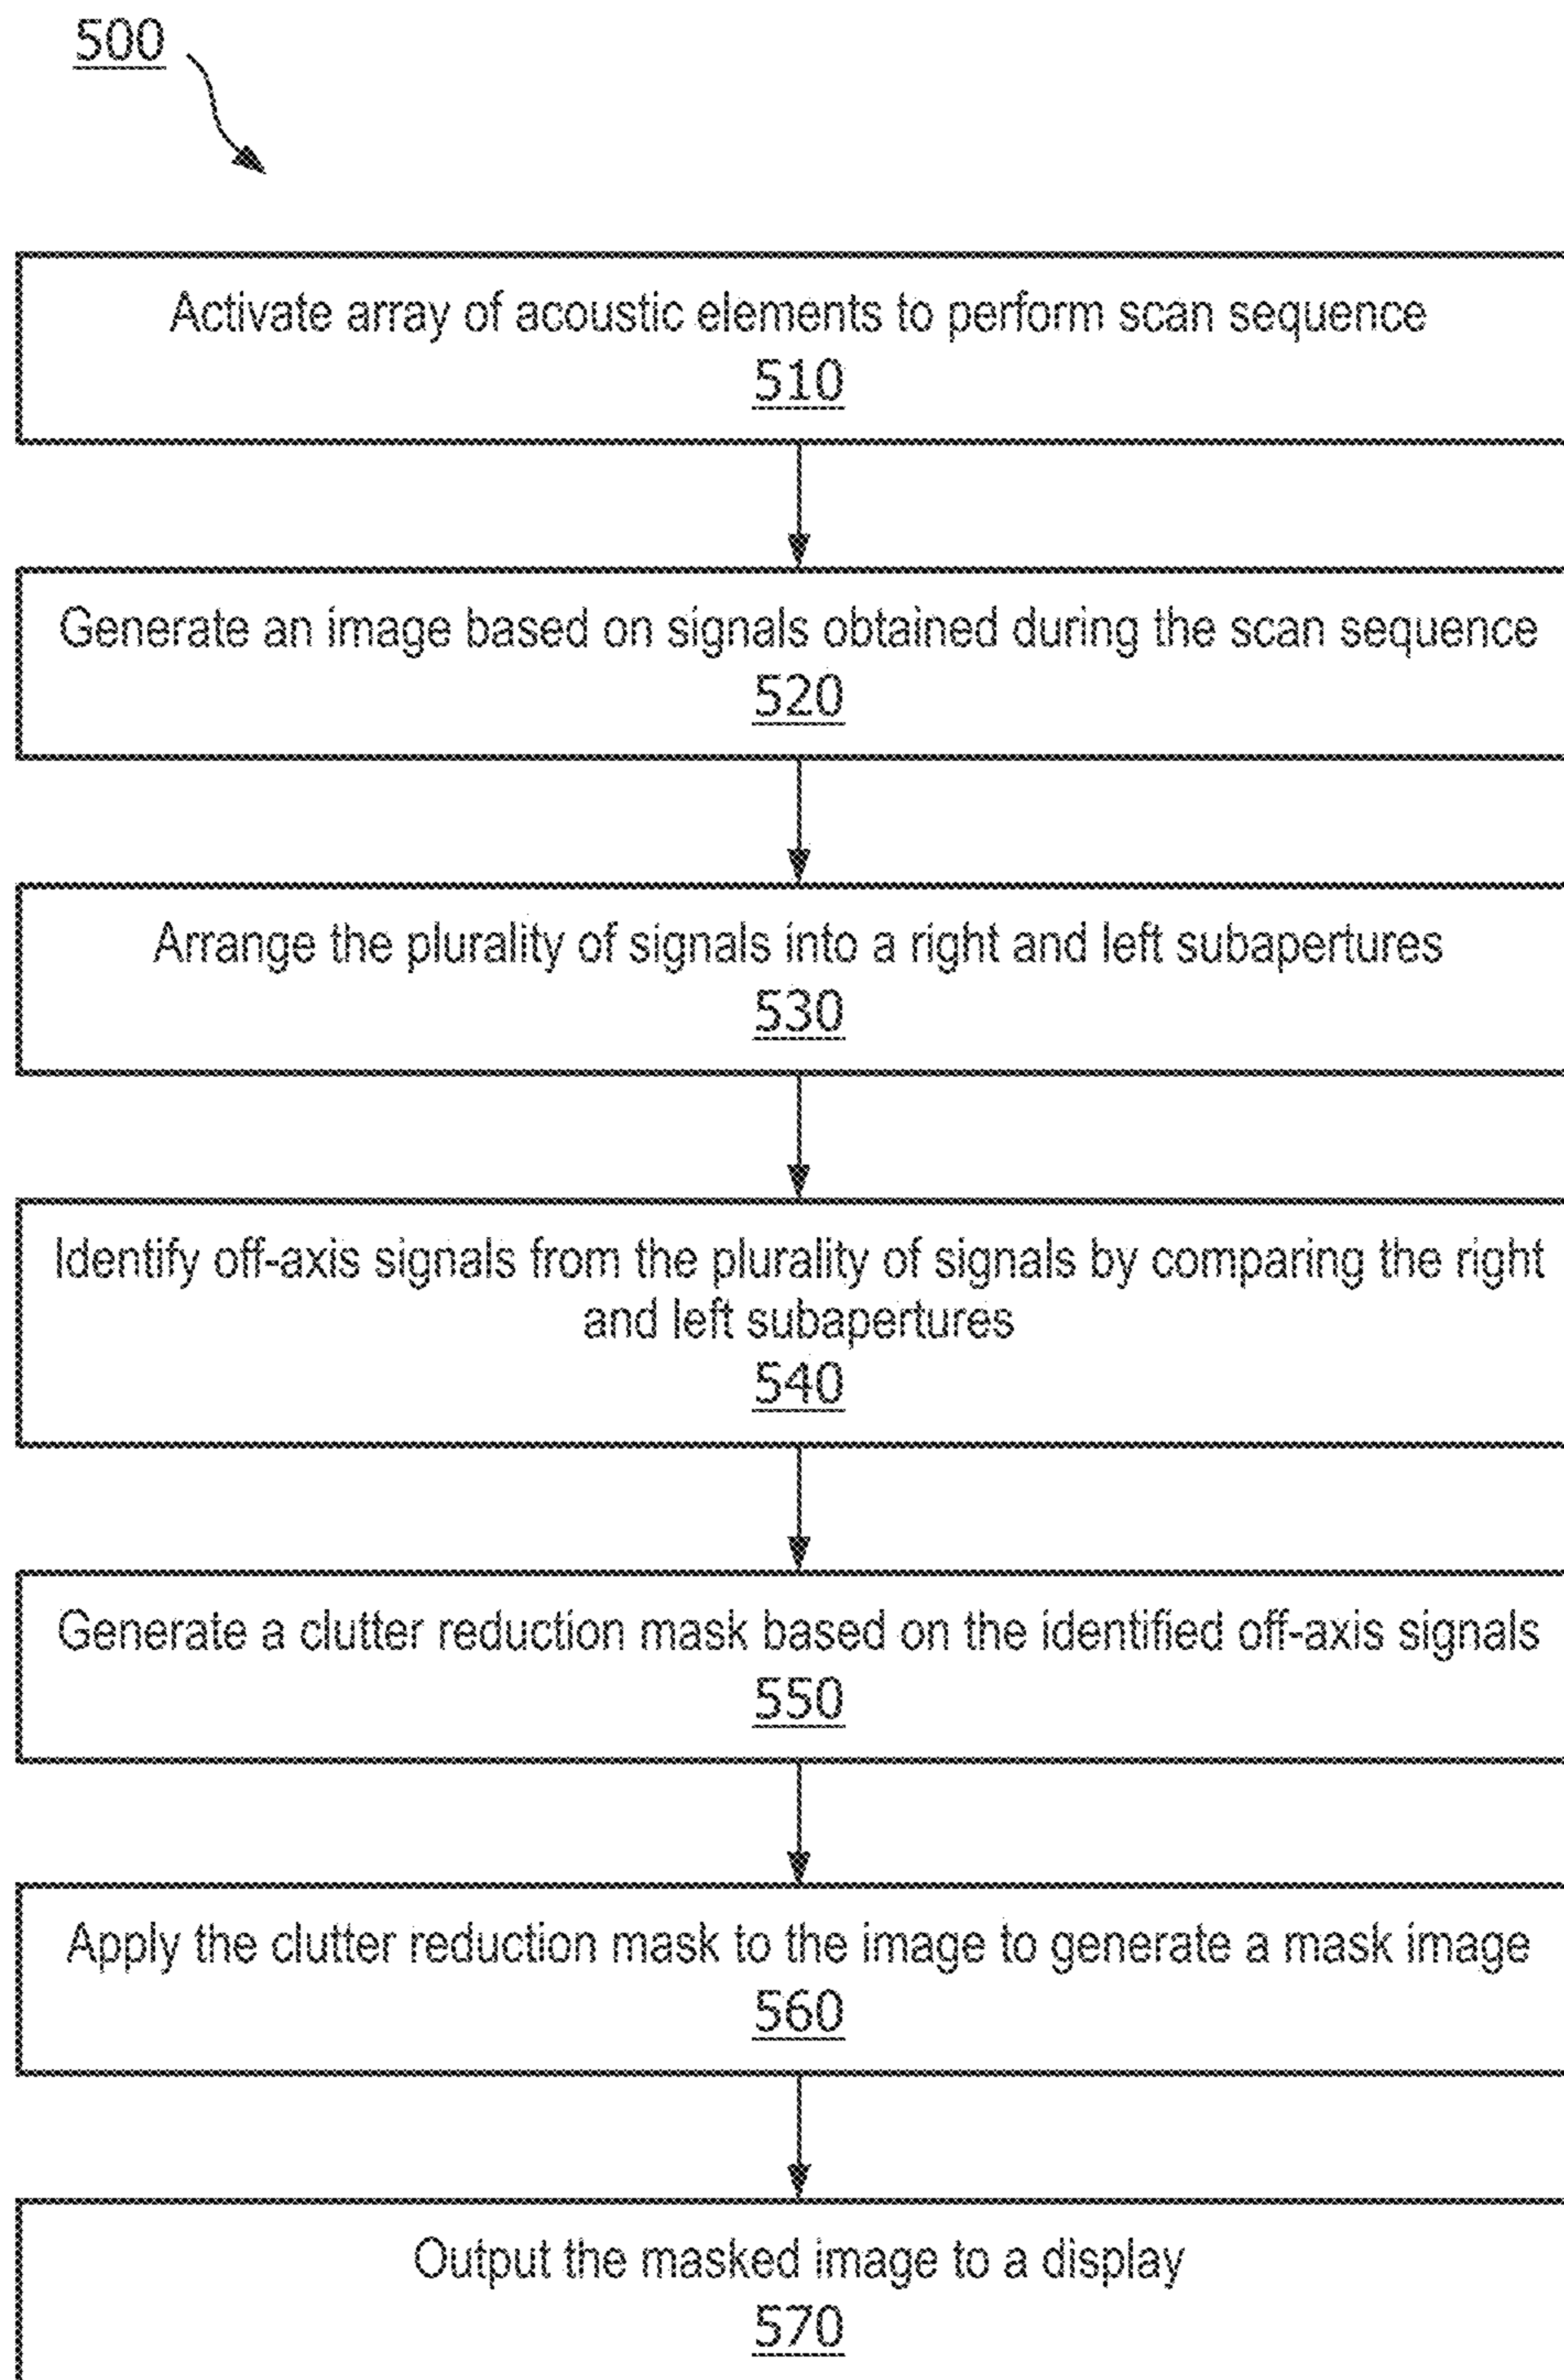 500
Activate array of acoustic elements to perform scan sequence
510
Generate an image based on signals obtained during the scan sequence
520
Arrange the plurality of signals into a right and left subapertures
530
Identify off-axis signals from the plurality of signals by comparing the right
and left subapertures
540
Generate a clutter reduction mask based on the identified off-axis signals
550
Apply the clutter reduction mask to the image to generate a mask image
560
Output the masked image to a display
570